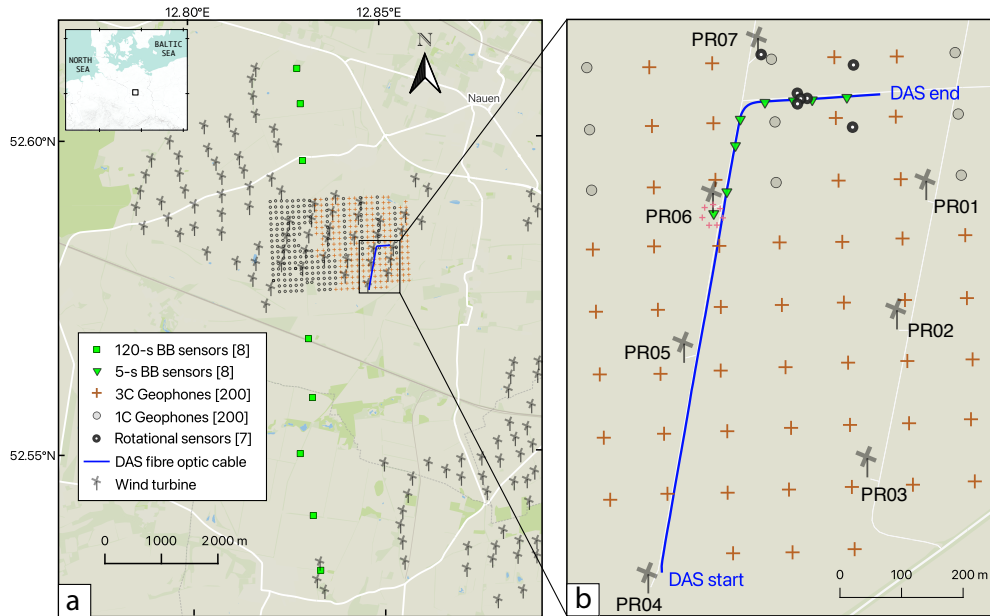 12.80°E
12.85°E
BALTIC
SEA
NORTH
SEA
N
Nauen
52.60°N
52.55°N
120-s BB sensors [8]
5-s BB sensors [8]
3C Geophones [200]
1C Geophones [200]
Rotational sensors [7]
DAS fibre optic cable
Wind turbine
0 1000 2000 m
a
PR07
DAS end
PR06
PR01
PR02
PR05
PR03
DAS start
PR04
0 100 200 m
b